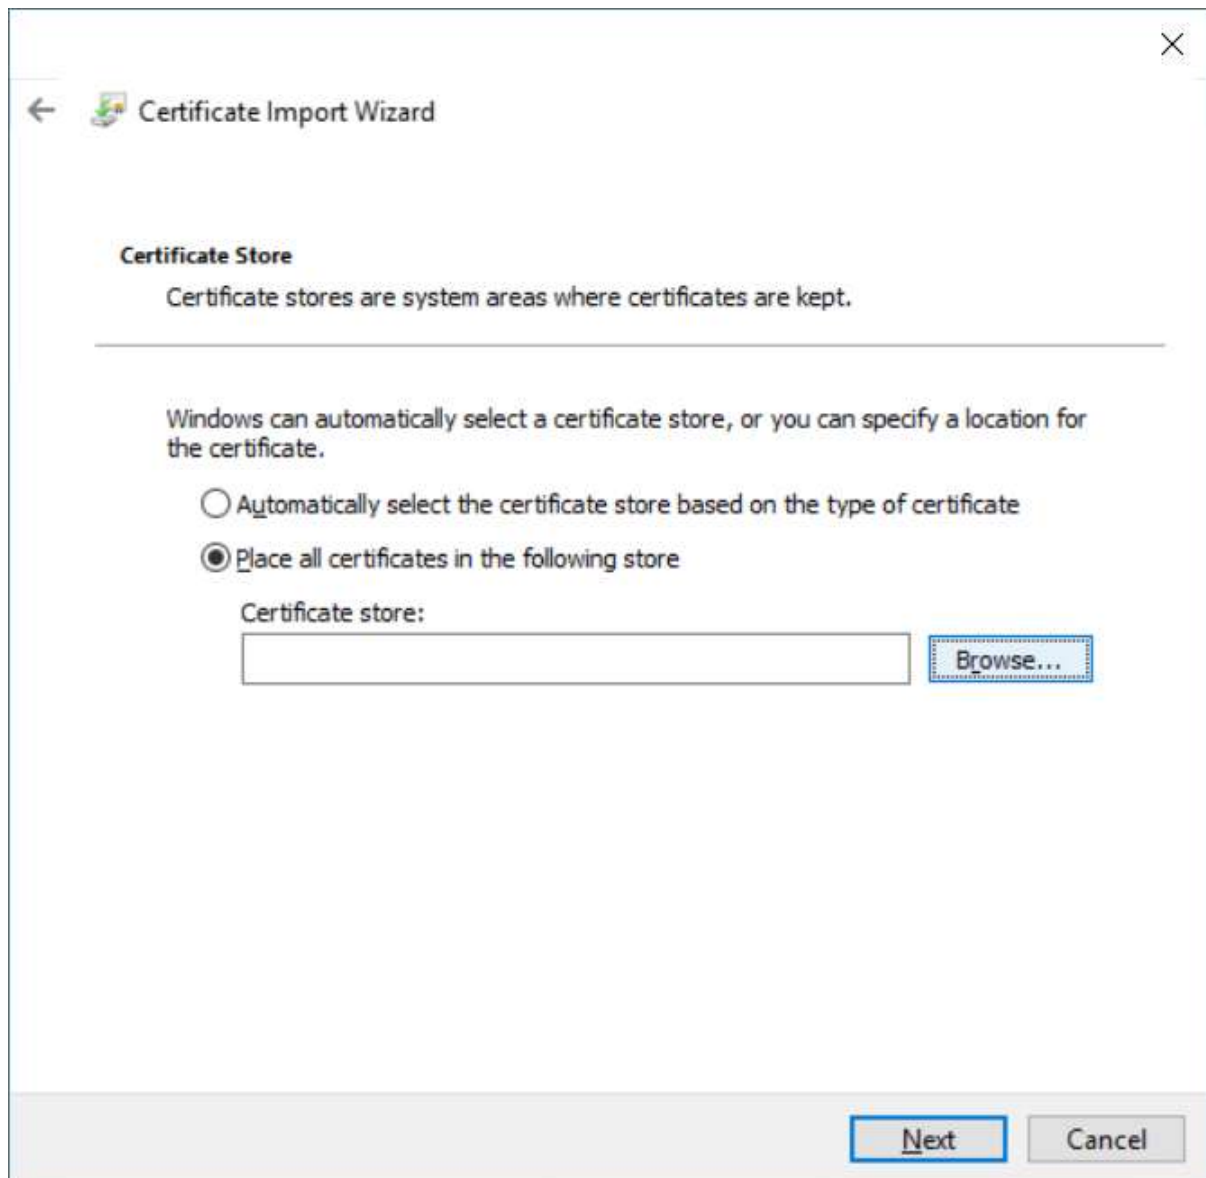 Certificate Import Wizard
Certificate Store
Certificate stores are system areas where certificates are kept.
Windows can automatically select a certificate store, or you can specify a location for
the certificate.
Automatically select the certificate store based on the type of certificate
Place all certificates in the following store
Certificate store:
Browse...
Next
Cancel